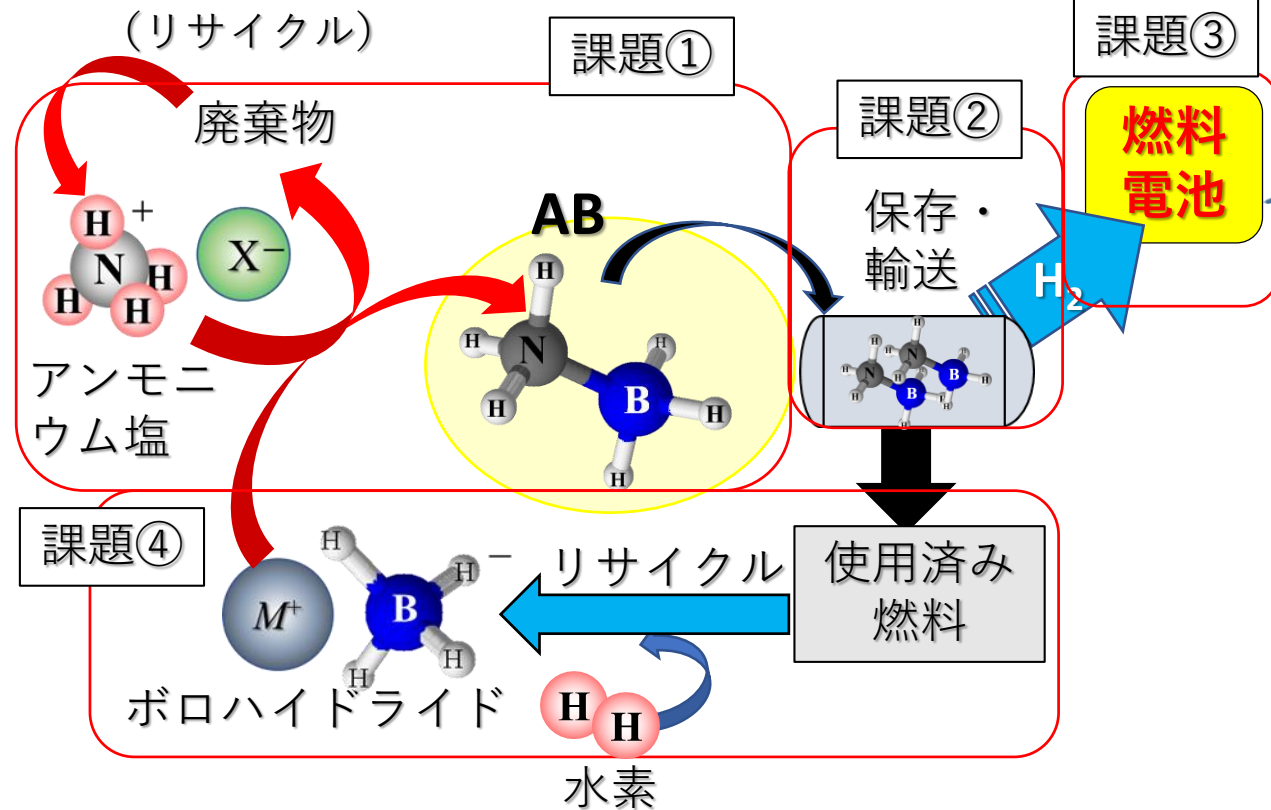 (リサイクル)
課題①
課題③
廃棄物
課題②
燃料
電池
AB
保存・
輸送
H₂
H
+
N
H
H
H
X⁻
アンモニ
ウム塩
H
H
N
H
B
H
H
H
H
N
H
H
B
H
H
N
H
B
H
H
H
課題④
M⁺
H
H
B
H
H
−
リサイクル
使用済み
燃料
ボロハイドライド
H
H
水素